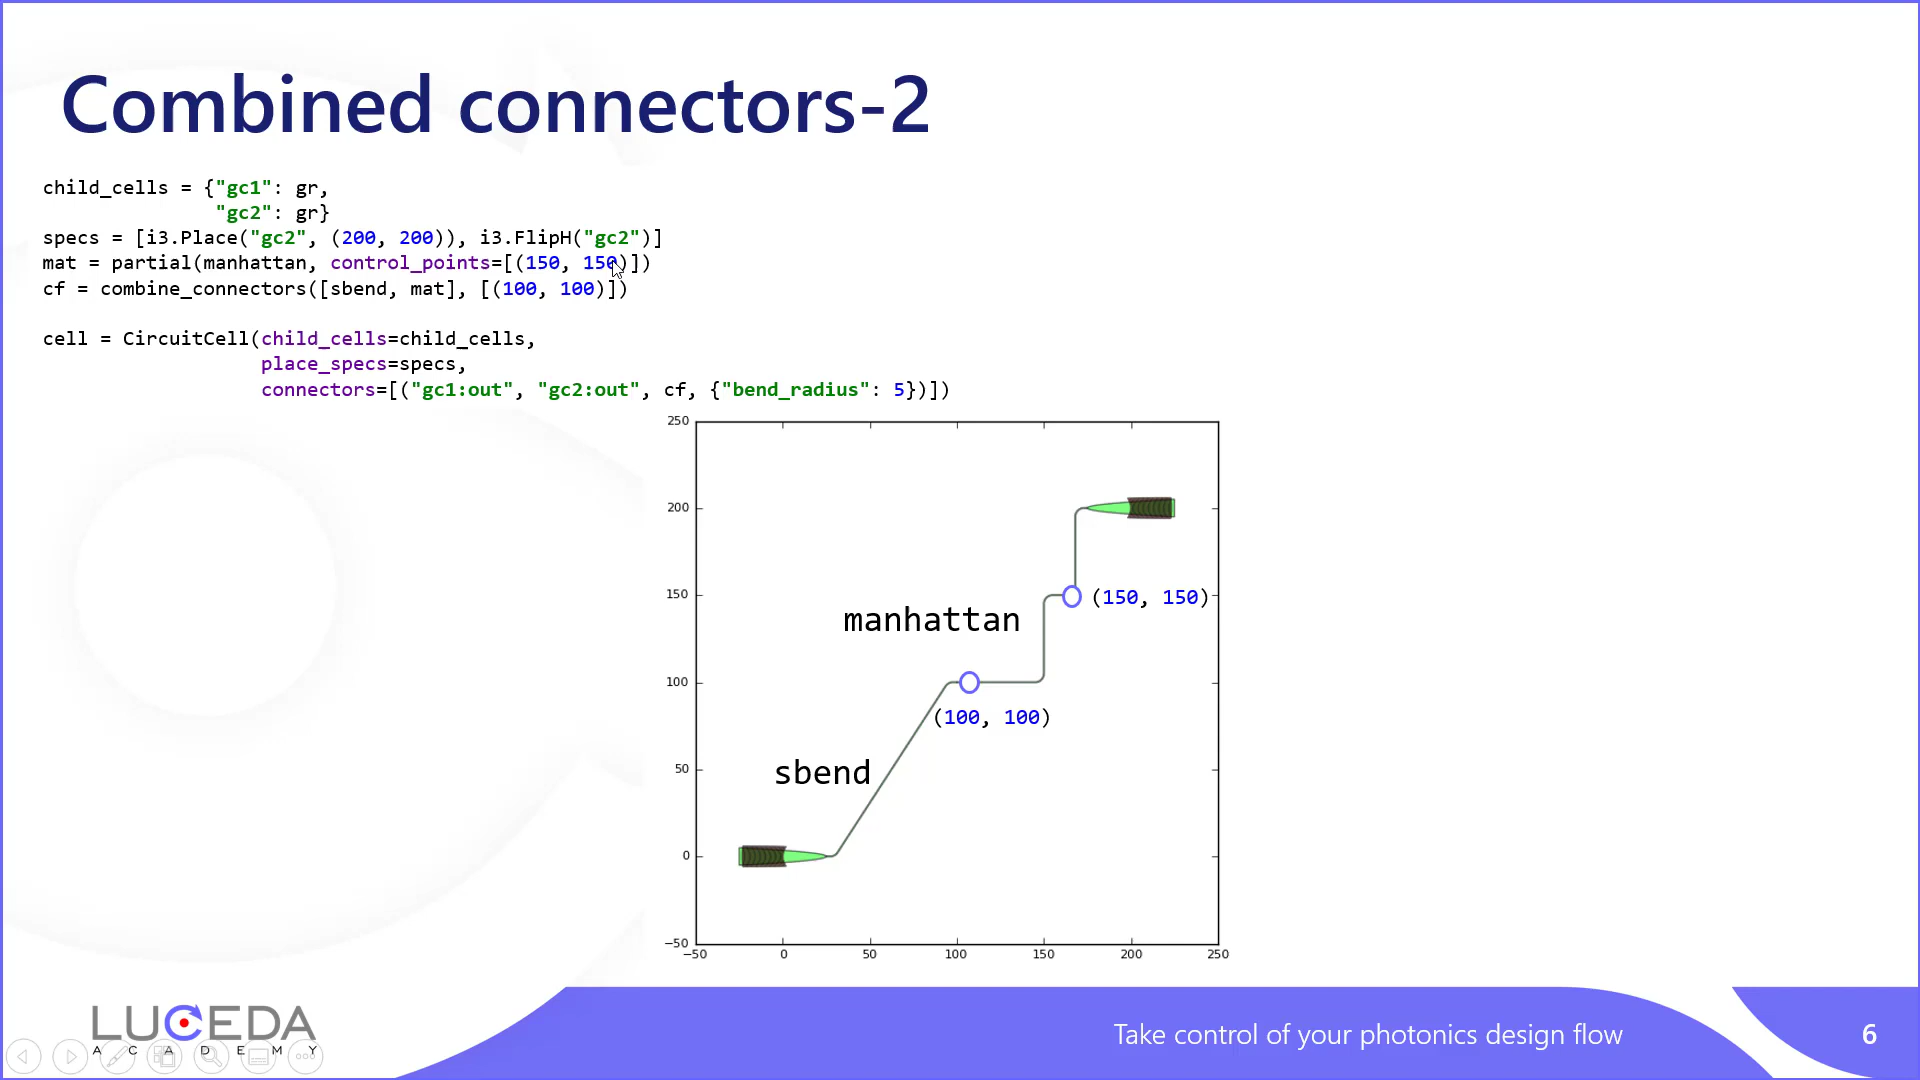 Combined connectors-2
child_cells = {"gc1": gr,
"gc2": gr}
specs = [i3.Place("gc2", (200, 200)), i3.FlipH("gc2")]
mat = partial(manhattan, control_points=[(150, 150)])
cf = combine_connectors([sbend, mat], [(100, 100)])
cell = CircuitCell(child_cells=child_cells,
place_specs=specs,
connectors=[("gc1:out", "gc2:out", cf, {"bend_radius": 5})])
250
200
150
(150, 150)
manhattan
100
(100, 100)
50
sbend
0
−50
−50 0 50 100 150 200 250
LUCEDA
ACADEMY
Take control of your photonics design flow
6